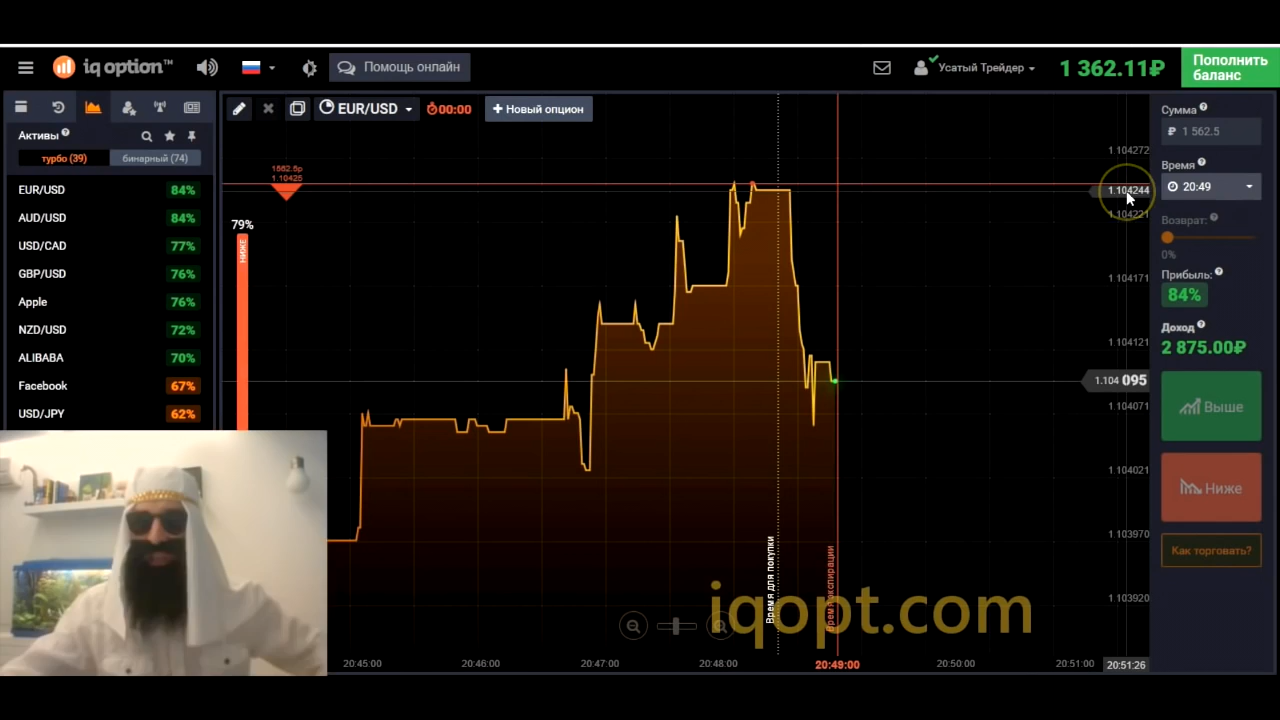 iq option™
Помощь онлайн
Усатый Трейдер
1 362.11₽
Пополнить
баланс
EUR/USD
00:00
+ Новый опцион
Активы
турбо (39)
бинарный (74)
EUR/USD 84%
AUD/USD 84%
USD/CAD 77%
GBP/USD 76%
Apple 76%
NZD/USD 72%
ALIBABA 70%
Facebook 67%
USD/JPY 62%
1562.5р
1.10425
79%
НИЖЕ
1.104272
1.104244
1.104221
1.104171
1.104121
1.104 095
1.104071
1.104021
1.103970
1.103920
Время для покупки
Время экспирации
iqopt.com
20:45:00
20:46:00
20:47:00
20:48:00
20:49:00
20:50:00
20:51:00
20:51:26
Сумма
₽ 1 562.5
Время
20:49
Возврат:
0%
Прибыль:
84%
Доход
2 875.00₽
Выше
Ниже
Как торговать?